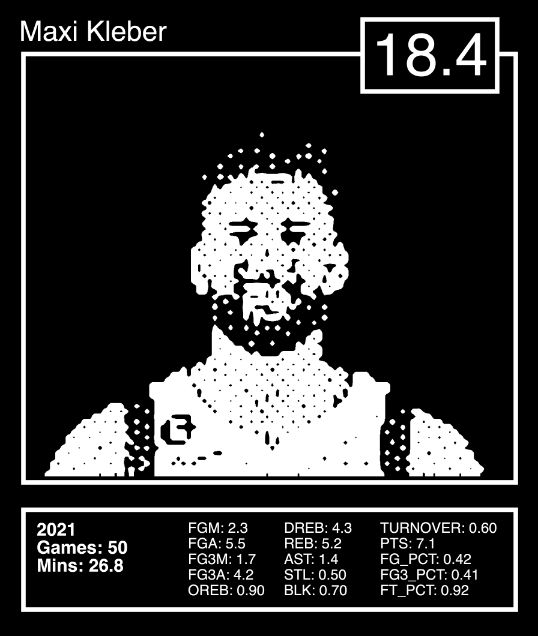 Maxi Kleber
18.4
2021
Games: 50
Mins: 26.8
FGM: 2.3
FGA: 5.5
FG3M: 1.7
FG3A: 4.2
OREB: 0.90
DREB: 4.3
REB: 5.2
AST: 1.4
STL: 0.50
BLK: 0.70
TURNOVER: 0.60
PTS: 7.1
FG_PCT: 0.42
FG3_PCT: 0.41
FT_PCT: 0.92